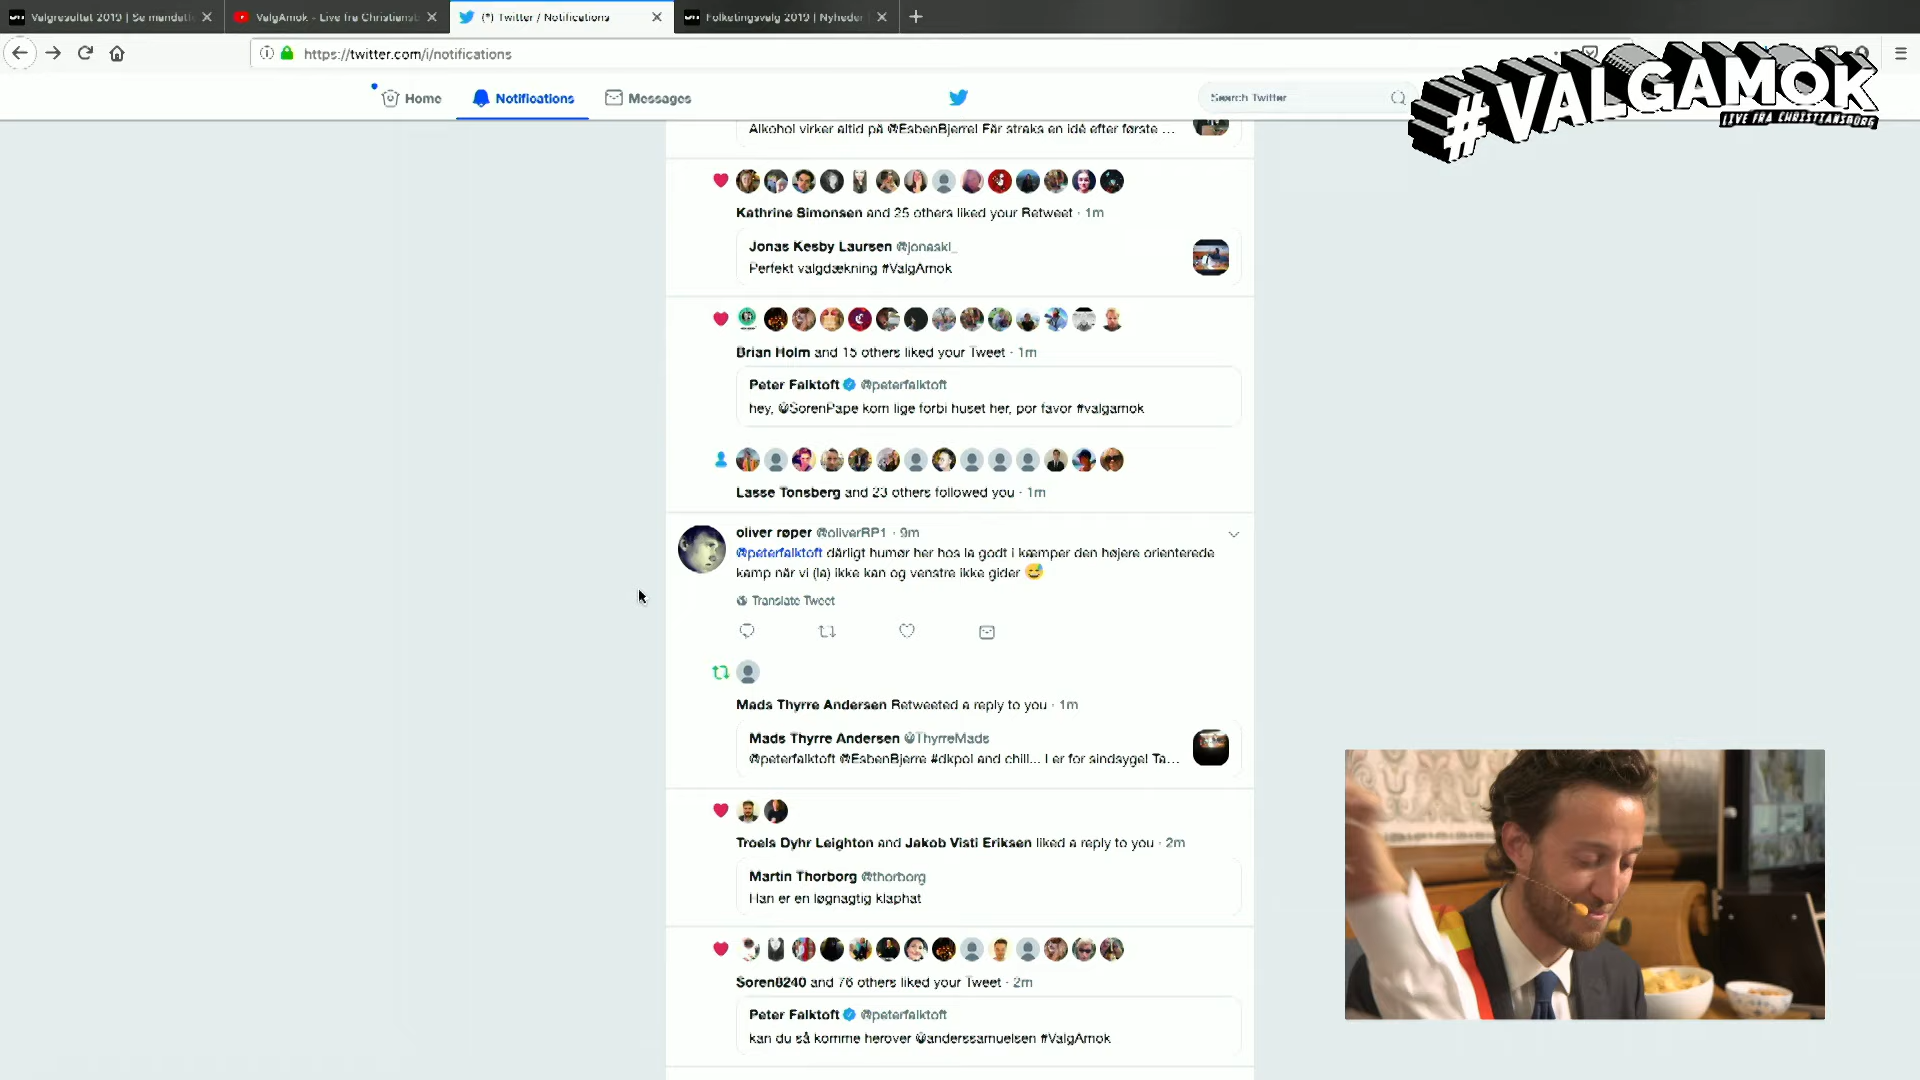 Valgresultat 2019 | Se mandatf
ValgAmok - Live fra Christiansb
(*) Twitter / Notifications
Folketingsvalg 2019 | Nyheder
https://twitter.com/i/notifications
Home
Notifications
Messages
Search Twitter
#VALGAMOK
LIVE FRA CHRISTIANSBORG
Alkohol virker altid på @EsbenBjerre! Får straks en idé efter første ...
Kathrine Simonsen and 25 others liked your Retweet · 1m
Jonas Kesby Laursen @jonaskl_
Perfekt valgdækning #ValgAmok
Brian Holm and 15 others liked your Tweet · 1m
Peter Falktoft @peterfalktoft
hey, @SorenPape kom lige forbi huset her, por favor #valgamok
Lasse Tonsberg and 23 others followed you · 1m
oliver røper @oliverRP1 · 9m
@peterfalktoft dårligt humør her hos la godt i kæmper den højere orienterede
kamp når vi (la) ikke kan og venstre ikke gider 😅
Translate Tweet
Mads Thyrre Andersen Retweeted a reply to you · 1m
Mads Thyrre Andersen @ThyrreMads
@peterfalktoft @EsbenBjerre #dkpol and chill... I er for sindsyge! Ta...
Troels Dyhr Leighton and Jakob Visti Eriksen liked a reply to you · 2m
Martin Thorborg @thorborg
Han er en løgnagtig klaphat
Soren8240 and 76 others liked your Tweet · 2m
Peter Falktoft @peterfalktoft
kan du så komme herover @anderssamuelsen #ValgAmok